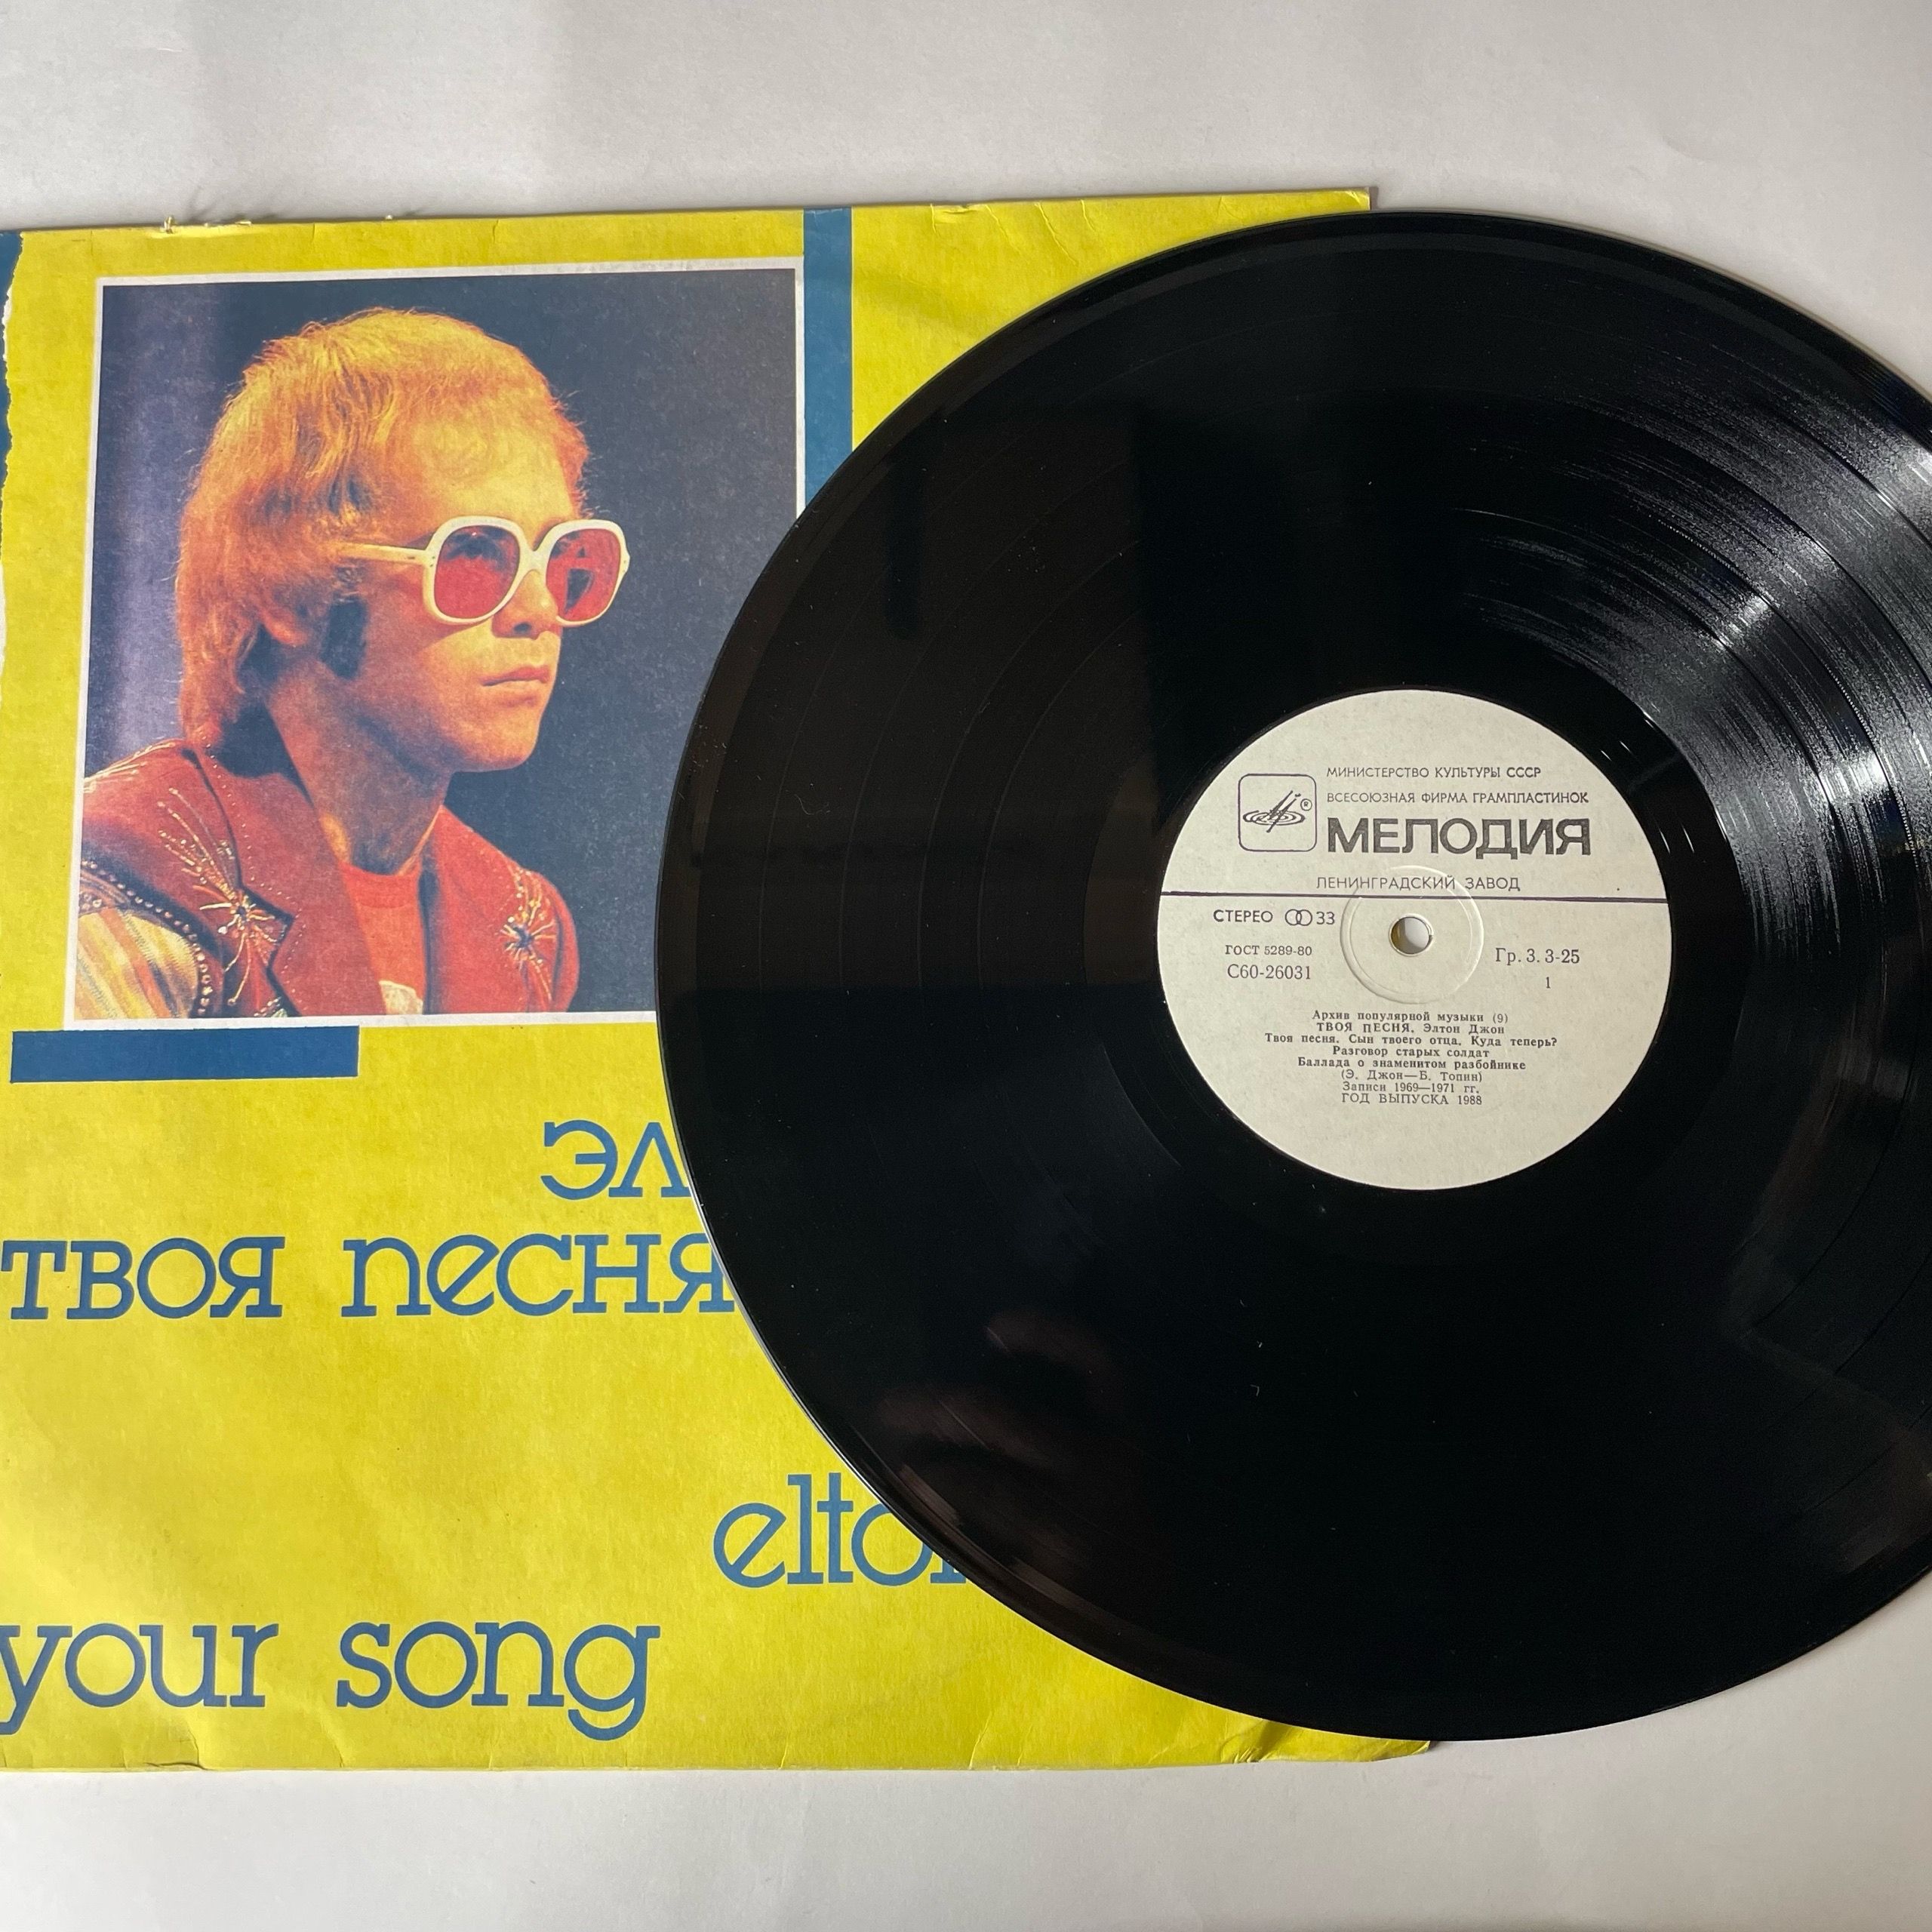 эл
твоя песня
elto
your song
МИНИСТЕРСТВО КУЛЬТУРЫ СССР
ВСЕСОЮЗНАЯ ФИРМА ГРАМПЛАСТИНОК
®
МЕЛОДИЯ
ЛЕНИНГРАДСКИЙ ЗАВОД
СТЕРЕО 33
ГОСТ 5289-80
С60-26031
Гр. 3. 3-25
1
Архив популярной музыки (9)
ТВОЯ ПЕСНЯ. Элтон Джон
Твоя песня. Сын твоего отца. Куда теперь?
Разговор старых солдат
Баллада о знаменитом разбойнике
(Э. Джон—Б. Топин)
Записи 1969—1971 гг.
ГОД ВЫПУСКА 1988